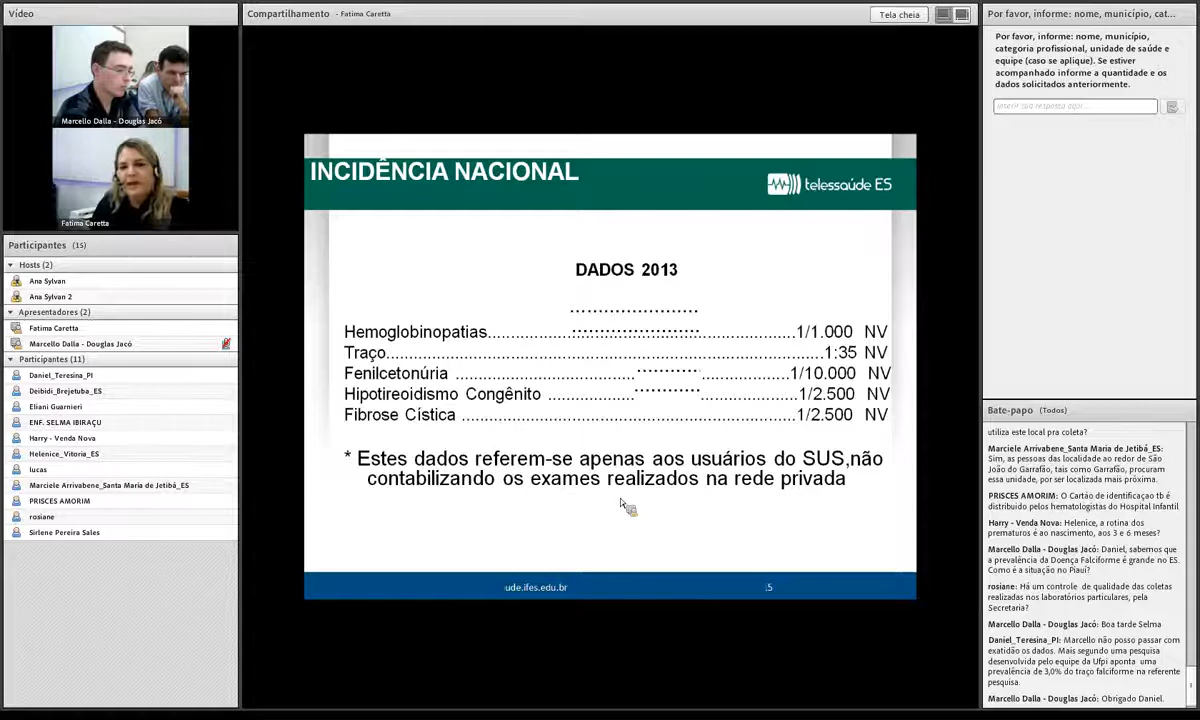 Vídeo
Marcello Dalla - Douglas Jacó
Fatima Caretta
Participantes (15)
Hosts (2)
Ana Sylvan
Ana Sylvan 2
Apresentadores (2)
Fatima Caretta
Marcello Dalla - Douglas Jacó
Participantes (11)
Daniel_Teresina_PI
Deibidi_Brejetuba_ES
Eliani Guarnieri
ENF. SELMA IBIRAÇU
Harry - Venda Nova
Helenice_Vitoria_ES
lucas
Marciele Arrivabene_Santa Maria de Jetibá_ES
PRISCES AMORIM
rosiane
Sirlene Pereira Sales
Compartilhamento - Fatima Caretta
Tela cheia
INCIDÊNCIA NACIONAL
telessaúde ES
DADOS 2013
Hemoglobinopatias...............................................................1/1.000 NV
Traço.....................................................................................1:35 NV
Fenilcetonúria ..................................................................1/10.000 NV
Hipotireoidismo Congênito ................................................1/2.500 NV
Fibrose Cística .................................................................1/2.500 NV
* Estes dados referem-se apenas aos usuários do SUS,não
contabilizando os exames realizados na rede privada
ude.ifes.edu.br
:5
Por favor, informe: nome, município, cat...
Por favor, informe: nome, município,
categoria profissional, unidade de saúde e
equipe (caso se aplique). Se estiver
acompanhado informe a quantidade e os
dados solicitados anteriormente.
Inserir sua resposta aqui...
Bate-papo (Todos)
utiliza este local pra coleta?
Marciele Arrivabene_Santa Maria de Jetibá_ES:
Sim, as pessoas das localidade ao redor de São
João do Garrafão, tais como Garrafão, procuram
essa unidade, por ser localizada mais próxima.
PRISCES AMORIM: O Cartão de identificaçao tb é
distribuido pelos hematologistas do Hospital Infantil
Harry - Venda Nova: Helenice, a rotina dos
prematuros é ao nascimento, aos 3 e 6 meses?
Marcello Dalla - Douglas Jacó: Daniel, sabemos que
a prevalência da Doença Falciforme é grande no ES.
Como é a situação no Piauí?
rosiane: Há um controle de qualidade das coletas
realizadas nos laboratórios particulares, pela
Secretaria?
Marcello Dalla - Douglas Jacó: Boa tarde Selma
Daniel_Teresina_PI: Marcello não posso passar com
exatidão os dados. Mais segundo uma pesquisa
desenvolvida pelo equipe da Ufpi aponta uma
prevalência de 3,0% do traço falciforme na referente
pesquisa.
Marcello Dalla - Douglas Jacó: Obrigado Daniel.